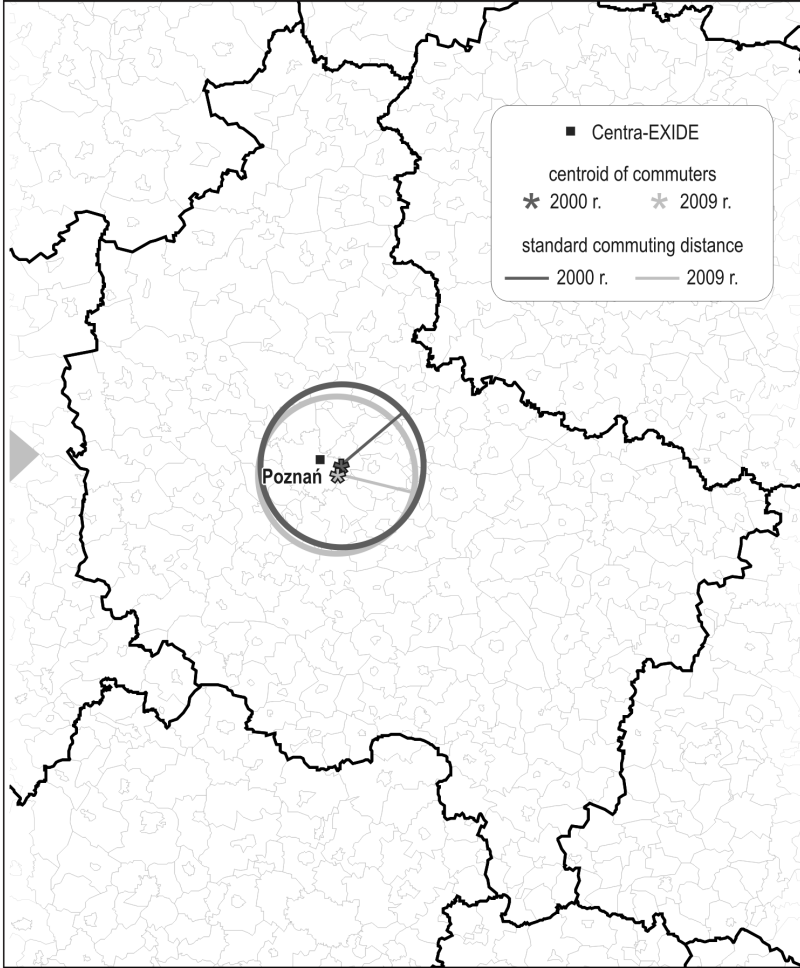 Centra-EXIDE
centroid of commuters
2000 r. 2009 r.
standard commuting distance
2000 r. 2009 r.
Poznań